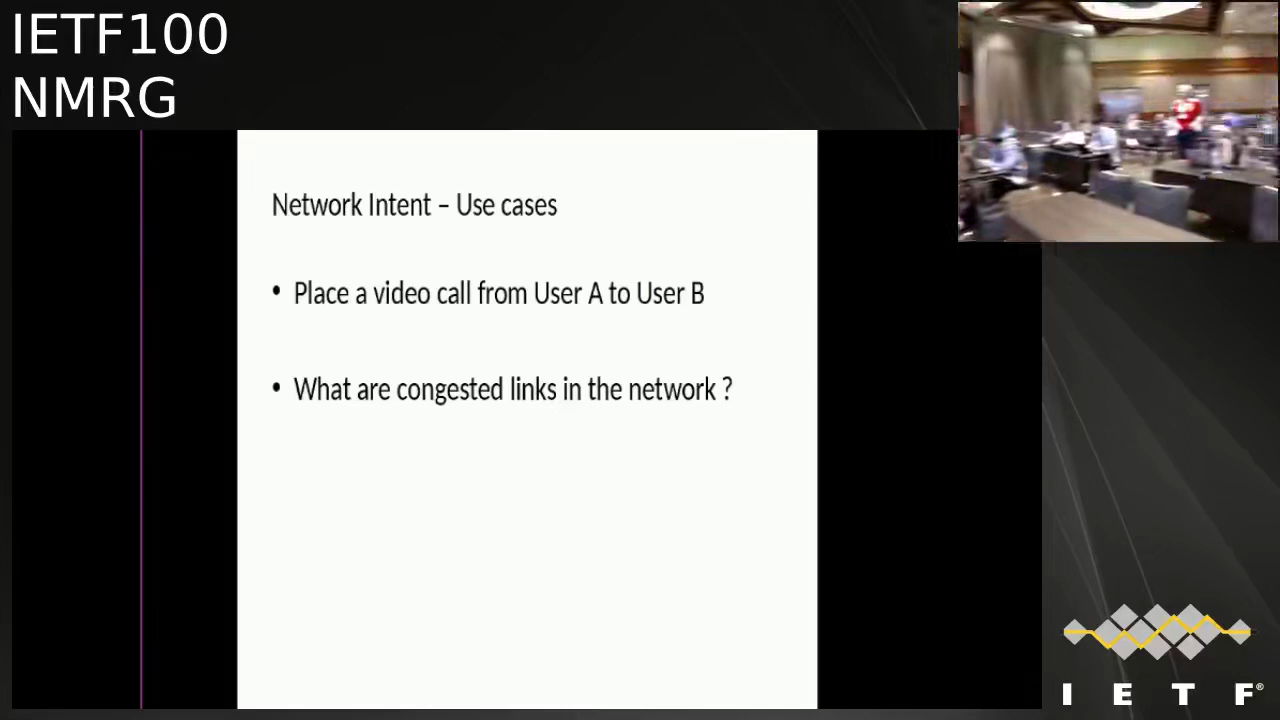 IETF100
NMRG
Network Intent – Use cases
• Place a video call from User A to User B
• What are congested links in the network ?
I E T F®